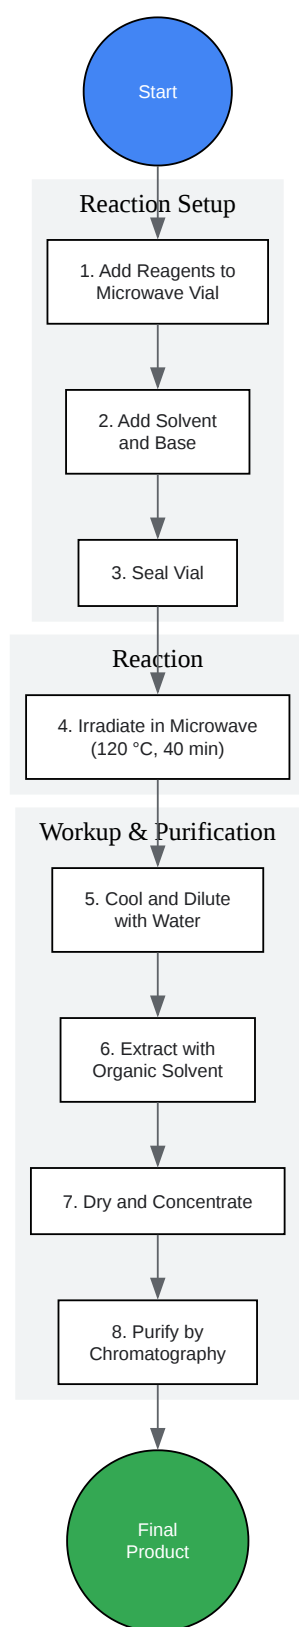 Start
Reaction Setup
1. Add Reagents to
Microwave Vial
2. Add Solvent
and Base
3. Seal Vial
Reaction
4. Irradiate in Microwave
(120 °C, 40 min)
Workup & Purification
5. Cool and Dilute
with Water
6. Extract with
Organic Solvent
7. Dry and Concentrate
8. Purify by
Chromatography
Final
Product